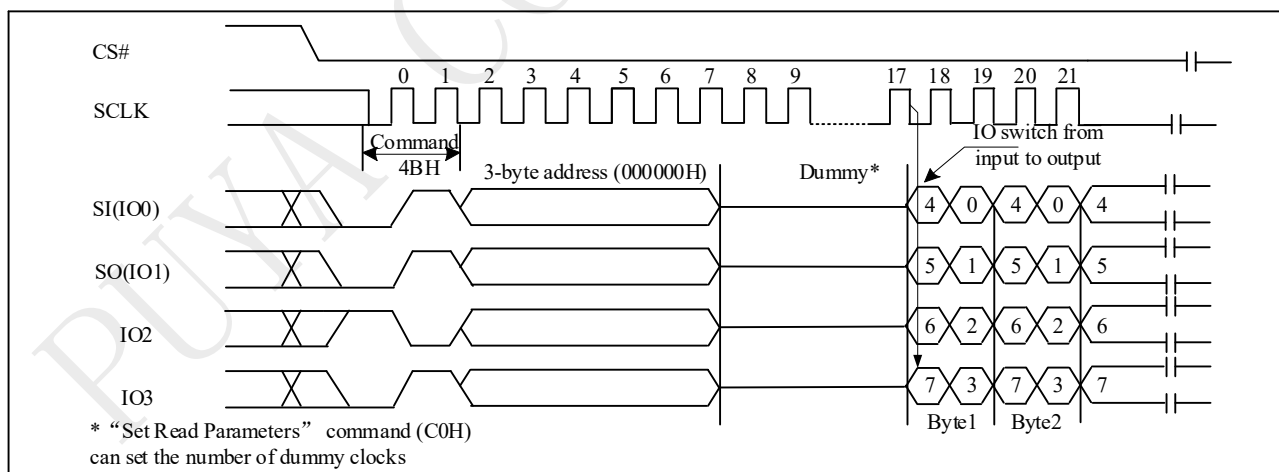 CS#
0 1 2 3 4 5 6 7 8 9 17 18 19 20 21
SCLK
Command
4BH
IO switch from
input to output
3-byte address (000000H)
Dummy*
SI(IO0)
4 0 4 0 4
SO(IO1)
5 1 5 1 5
IO2
6 2 6 2 6
IO3
7 3 7 3 7
Byte1 Byte2
* “Set Read Parameters” command (C0H)
can set the number of dummy clocks
PUYA CO